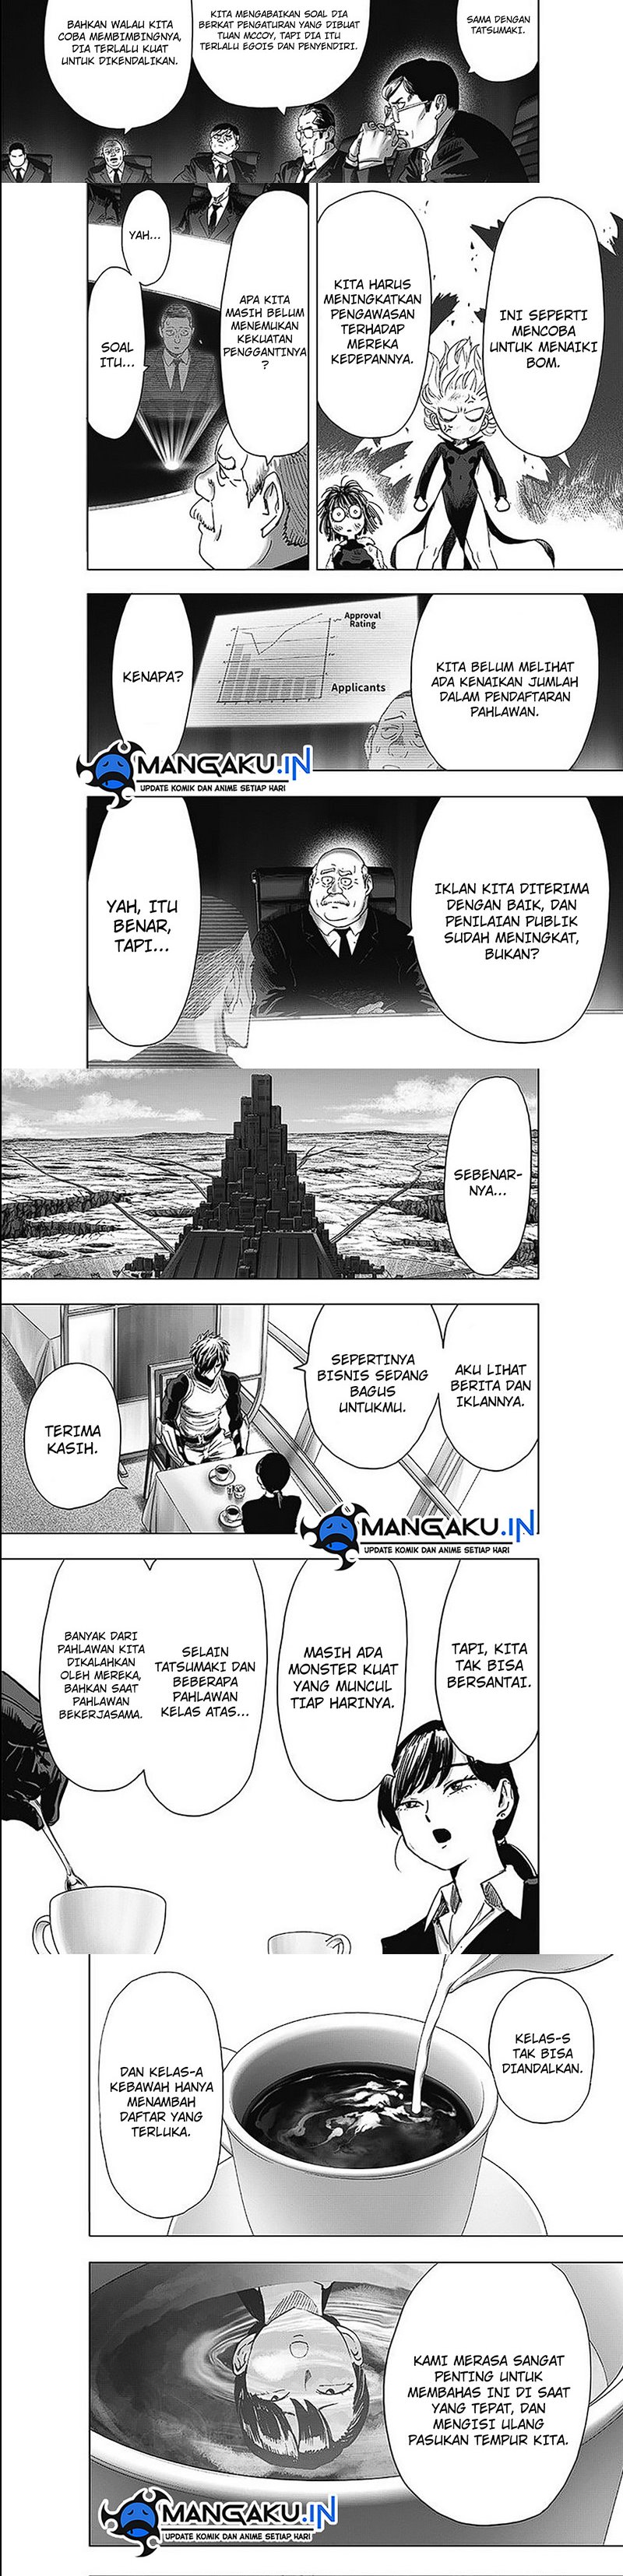 SAMA DENGAN
TATSUMAKI.
KITA MENGABAIKAN SOAL DIA
BERKAT PENGATURAN YANG DIBUAT
TUAN MCCOY, TAPI DIA ITU
TERLALU EGOIS DAN PENYENDIRI.
BAHKAN WALAU KITA
COBA MEMBIMBINGNYA,
DIA TERLALU KUAT
UNTUK DIKENDALIKAN.
INI SEPERTI
MENCOBA
UNTUK MENAIKI
BOM.
KITA HARUS
MENINGKATKAN
PENGAWASAN
TERHADAP
MEREKA
KEDEPANNYA.
APA KITA
MASIH BELUM
MENEMUKAN
KEKUATAN
PENGGANTINYA
?
YAH...
SOAL
ITU...
KITA BELUM MELIHAT
ADA KENAIKAN JUMLAH
DALAM PENDAFTARAN
PAHLAWAN.
Approval
Rating
Applicants
KENAPA?
MANGAKU.IN
UPDATE KOMIK DAN ANIME SETIAP HARI
IKLAN KITA DITERIMA
DENGAN BAIK, DAN
PENILAIAN PUBLIK
SUDAH MENINGKAT,
BUKAN?
YAH, ITU
BENAR,
TAPI...
SEBENAR-
NYA...
AKU LIHAT
BERITA DAN
IKLANNYA.
SEPERTINYA
BISNIS SEDANG
BAGUS
UNTUKMU.
TERIMA
KASIH.
MANGAKU.IN
UPDATE KOMIK DAN ANIME SETIAP HARI
TAPI, KITA
TAK BISA
BERSANTAI.
MASIH ADA
MONSTER KUAT
YANG MUNCUL
TIAP HARINYA.
SELAIN
TATSUMAKI DAN
BEBERAPA
PAHLAWAN
KELAS ATAS...
BANYAK DARI
PAHLAWAN KITA
DIKALAHKAN
OLEH MEREKA,
BAHKAN SAAT
PAHLAWAN
BEKERJASAMA.
KELAS-S
TAK BISA
DIANDALKAN.
DAN KELAS-A
KEBAWAH HANYA
MENAMBAH
DAFTAR YANG
TERLUKA.
KAMI MERASA SANGAT
PENTING UNTUK
MEMBAHAS INI DI SAAT
YANG TEPAT, DAN
MENGISI ULANG
PASUKAN TEMPUR KITA.
MANGAKU.IN
UPDATE KOMIK DAN ANIME SETIAP HARI